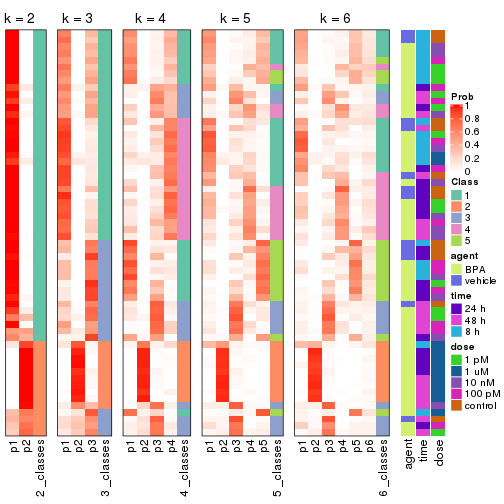 k = 2
k = 3
k = 4
k = 5
k = 6
p1
p2
2_classes
p1
p2
p3
3_classes
p1
p2
p3
p4
4_classes
p1
p2
p3
p4
p5
5_classes
p1
p2
p3
p4
p5
p6
6_classes
agent
time
dose
Prob
1
0.8
0.6
0.4
0.2
0
Class
1
2
3
4
5
agent
BPA
vehicle
time
24 h
48 h
8 h
dose
1 pM
1 uM
10 nM
100 pM
control